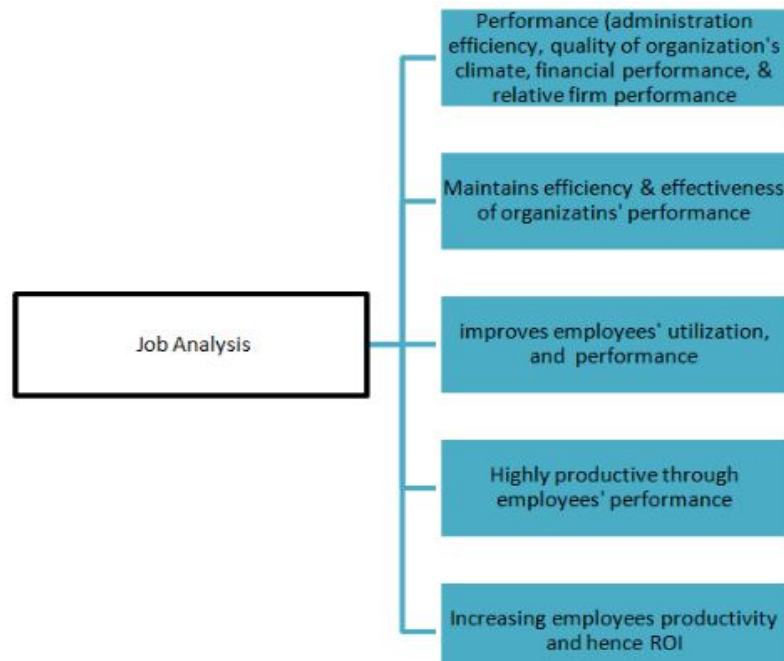 Performance (administration
efficiency, quality of organization's
climate, financial performance, &
relative firm performance
Maintains efficiency & effectiveness
of organizatins' performance
Job Analysis
improves employees' utilization,
and performance
Highly productive through
employees' performance
Increasing employees productivity
and hence ROI